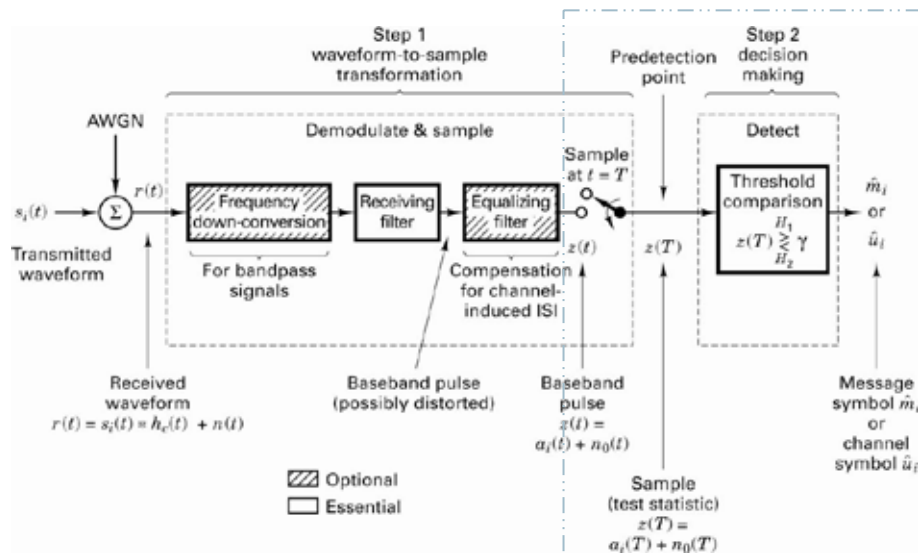 Step 1
waveform-to-sample
transformation
Step 2
decision
making
Predetection
point
AWGN
Demodulate & sample
Detect
Sample
at t = T
r(t)
s_i(t)
Σ
Frequency
down-conversion
Receiving
filter
Equalizing
filter
Threshold
comparison
H_1
z(T) ≷ γ
H_2
m̂_i
or
û_i
Transmitted
waveform
z(t)
z(T)
For bandpass
signals
Compensation
for channel-
induced ISI
Received
waveform
r(t) = s_i(t) * h_c(t) + n(t)
Baseband pulse
(possibly distorted)
Baseband
pulse
z(t) =
a_i(t) + n_0(t)
Message
symbol m̂_i
or
channel
symbol û_i
Optional
Essential
Sample
(test statistic)
z(T) =
a_i(T) + n_0(T)